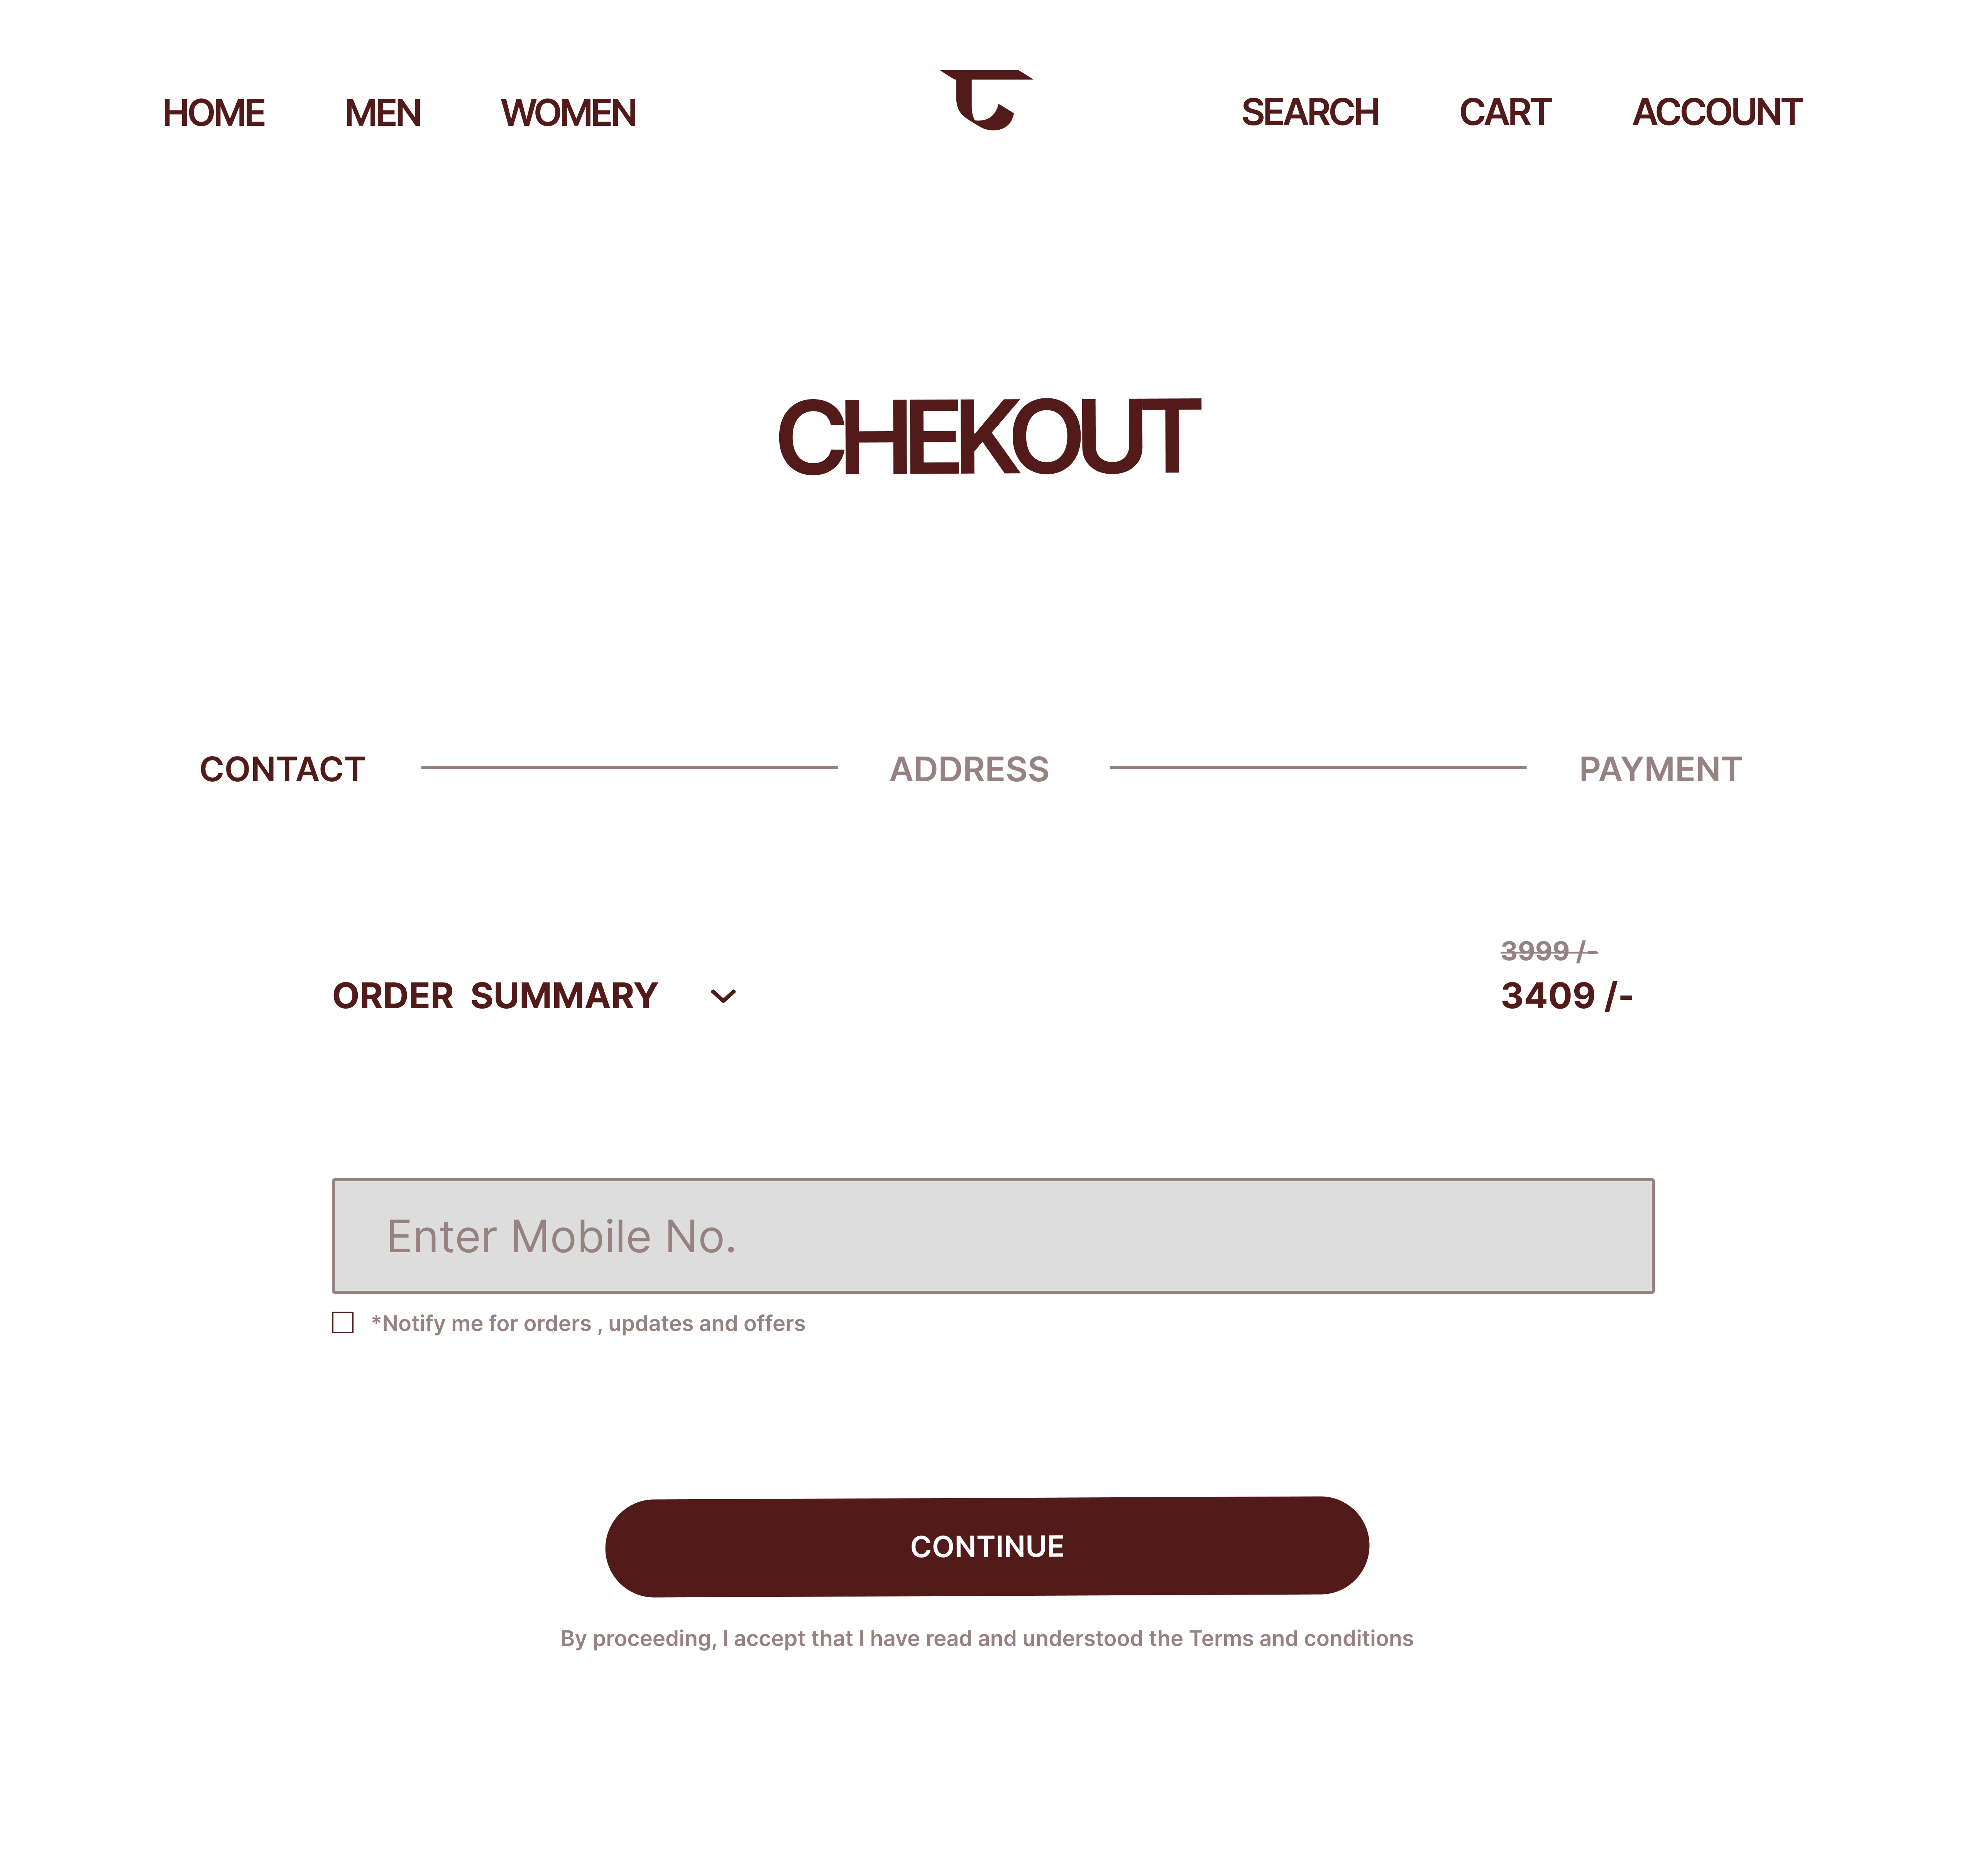 HOME MEN WOMEN SEARCH CART ACCOUNT
CHEKOUT
CONTACT ADDRESS PAYMENT
3999 /-
ORDER SUMMARY 3409 /-
Enter Mobile No.
*Notify me for orders , updates and offers
CONTINUE
By proceeding, I accept that I have read and understood the Terms and conditions